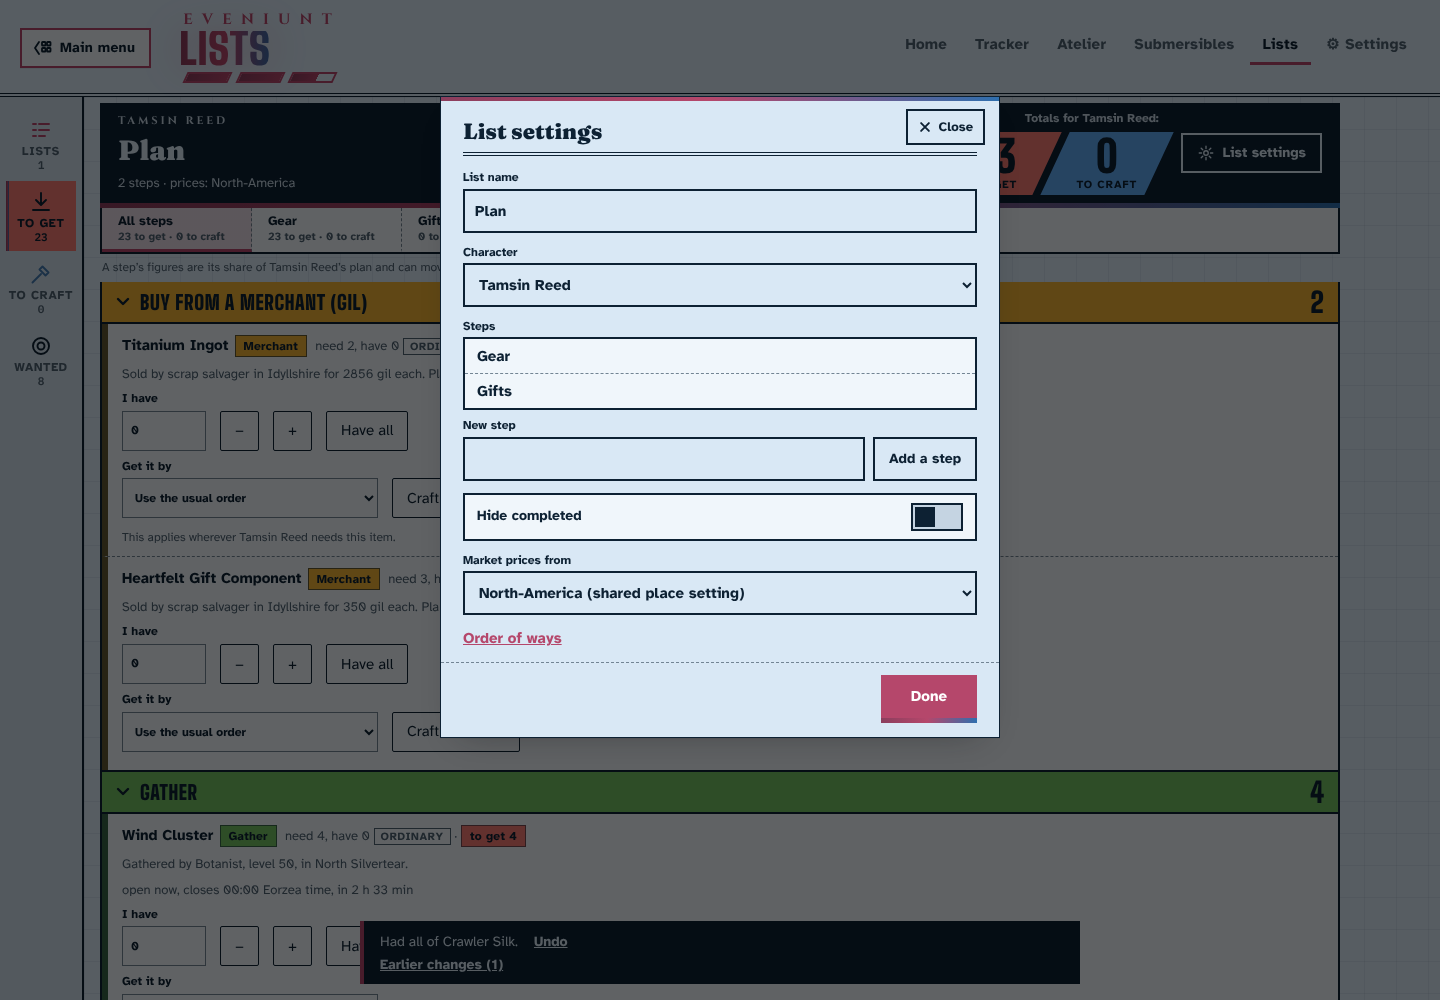 Main menu
EVENIUNT
LISTS
Home
Tracker
Atelier
Submersibles
Lists
Settings
LISTS
1
TO GET
23
TO CRAFT
0
WANTED
8
TAMSIN REED
Plan
2 steps · prices: North-America
Totals for Tamsin Reed:
3
0
TO CRAFT
List settings
All steps
23 to get · 0 to craft
Gear
23 to get · 0 to craft
A step's figures are its share of Tamsin Reed's plan and can
BUY FROM A MERCHANT (GIL)
2
Titanium Ingot
Merchant
need 2, have 0
Sold by scrap salvager in Idyllshire for 2856 gil each.
I have
0
−
+
Have all
Get it by
Use the usual order
Craft
This applies wherever Tamsin Reed needs this item.
Heartfelt Gift Component
Merchant
need 3,
Sold by scrap salvager in Idyllshire for 350 gil each.
I have
0
−
+
Have all
Get it by
Use the usual order
Craft
GATHER
4
Wind Cluster
Gather
need 4, have 0
ORDINARY
·
to get 4
Gathered by Botanist, level 50, in North Silvertear.
open now, closes 00:00 Eorzea time, in 2 h 33 min
I have
0
−
+
Get it by
List settings
Close
List name
Plan
Character
Tamsin Reed
Steps
Gear
Gifts
New step
Add a step
Hide completed
Market prices from
North-America (shared place setting)
Order of ways
Done
Had all of Crawler Silk.
Undo
Earlier changes (1)